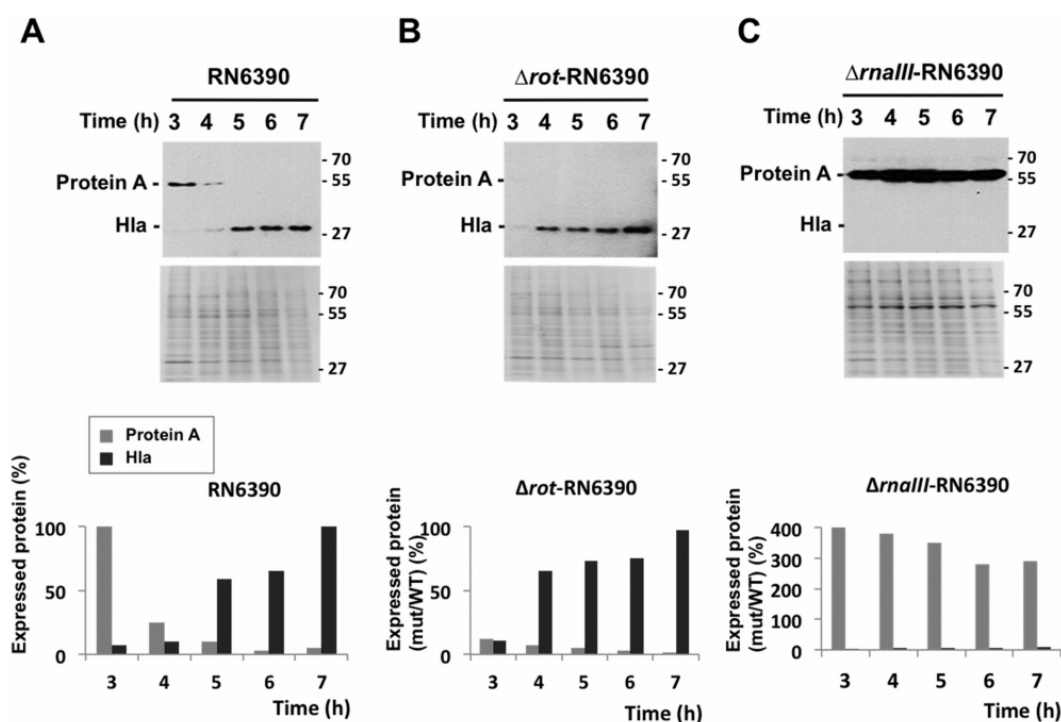 A
RN6390
Time (h) 3 4 5 6 7
- 70
Protein A - - 55
Hla - - 27
- 70
- 55
- 27
B
Δrot-RN6390
Time (h) 3 4 5 6 7
- 70
Protein A - - 55
Hla - - 27
- 70
- 55
- 27
C
ΔrnaIII-RN6390
Time (h) 3 4 5 6 7
- 70
Protein A - - 55
Hla - - 27
- 70
- 55
- 27
Protein A
Hla
RN6390
Expressed protein (%)
100
50
0
3 4 5 6 7
Time (h)
Δrot-RN6390
Expressed protein
(mut/WT) (%)
100
50
0
3 4 5 6 7
Time (h)
ΔrnaIII-RN6390
Expressed protein
(mut/WT) (%)
400
300
200
100
0
3 4 5 6 7
Time (h)